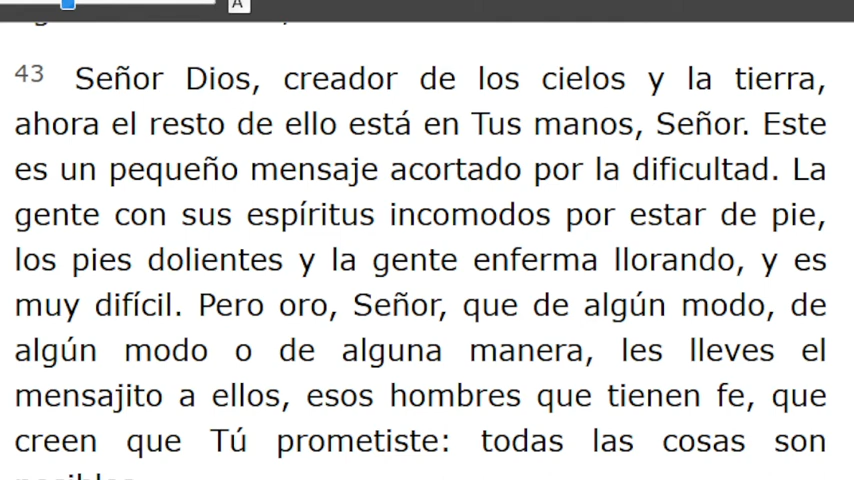 A
43 Señor Dios, creador de los cielos y la tierra,
ahora el resto de ello está en Tus manos, Señor. Este
es un pequeño mensaje acortado por la dificultad. La
gente con sus espíritus incomodos por estar de pie,
los pies dolientes y la gente enferma llorando, y es
muy difícil. Pero oro, Señor, que de algún modo, de
algún modo o de alguna manera, les lleves el
mensajito a ellos, esos hombres que tienen fe, que
creen que Tú prometiste: todas las cosas son